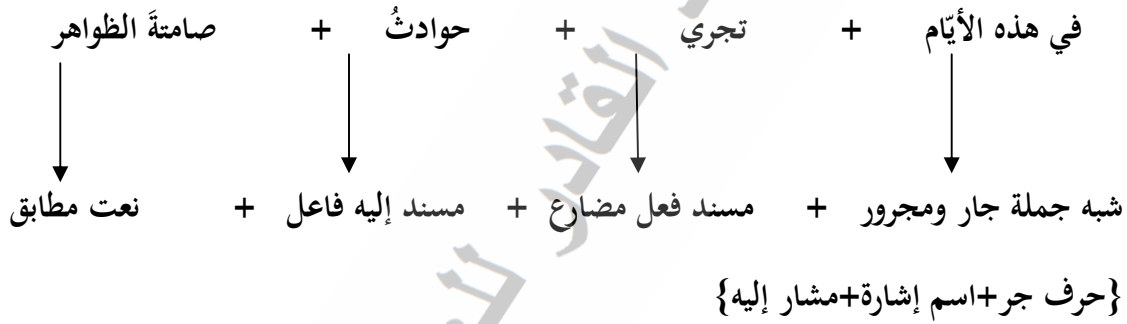 في هذه الأيّام + تجري + حوادثُ + صامتةَ الظواهر
شبه جملة جار ومجرور + مسند فعل مضارع + مسند إليه فاعل + نعت مطابق
{حرف جر+اسم إشارة+مشار إليه}
القادر